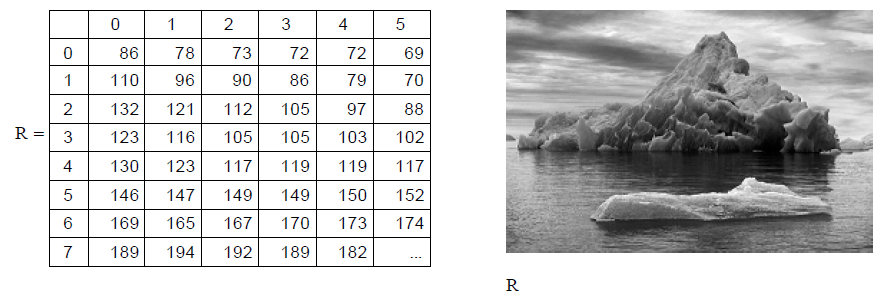 0 1 2 3 4 5
0 86 78 73 72 72 69
1 110 96 90 86 79 70
2 132 121 112 105 97 88
R = 3 123 116 105 105 103 102
4 130 123 117 119 119 117
5 146 147 149 149 150 152
6 169 165 167 170 173 174
7 189 194 192 189 182 ...
R